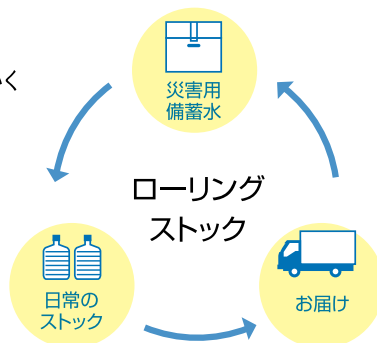 く
災害用
備蓄水
ローリング
ストック
日常の
ストック
お届け